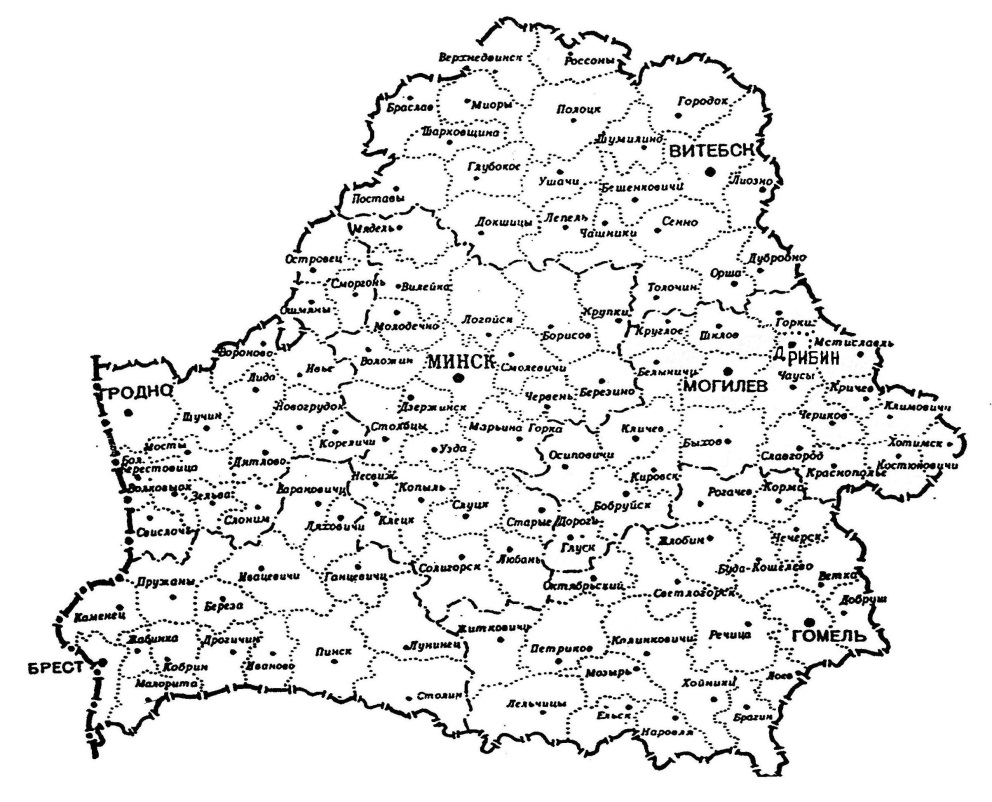 Верхнедвинск
Россоны
Браслав
Миоры
Полоцк
Городок
Шарковщина
Шумилинд
ВИТЕБСК
Глубокое
Ушачи
Бешенковичи
Лиозно
Поставы
Докшицы
Лепель
Чашники
Сенно
Мядель
Островец
Дубровно
Орша
Сморгонь
Вилейка
Толочин
Ошмяны
Молодечно
Логойск
Борисов
Крупки
Круглое
Шклов
Горки
Мстиславль
ДРИБИН
Вороново
Воложин
МИНСК
Смолевичи
Белыничи
МОГИЛЕВ
Чаусы
Кричев
Ивье
Лида
ГРОДНО
Червень
Березино
Климовичи
Новогрудок
Дзержинск
Чериков
Щучин
Столбцы
Марьина Горка
Кличев
Быхов
Хотимск
Мосты
Кореличи
Узда
Славгород
Костюковичи
Бол.
Берестовица
Дятлово
Осиповичи
Краснополье
Волковыск
Зельва
Барановичи
Несвиж
Копыль
Кировск
Рогачев
Корма
Слоним
Ляховичи
Клецк
Слуцк
Бобруйск
Свислочь
Старые Дороги
Жлобин
Чечерск
Глуск
Любань
Ивацевичи
Ганцевичи
Солигорск
Буда-Кошелево
Пружаны
Октябрьский
Светлогорск
Ветка
Береза
Добруш
Каменец
Житковичи
Калинковичи
Речица
ГОМЕЛЬ
Жабинка
Дрогичин
Лунинец
Петриков
БРЕСТ
Кобрин
Иваново
Пинск
Мозырь
Лоев
Малорита
Столин
Хойники
Лельчицы
Ельск
Брагин
Наровля